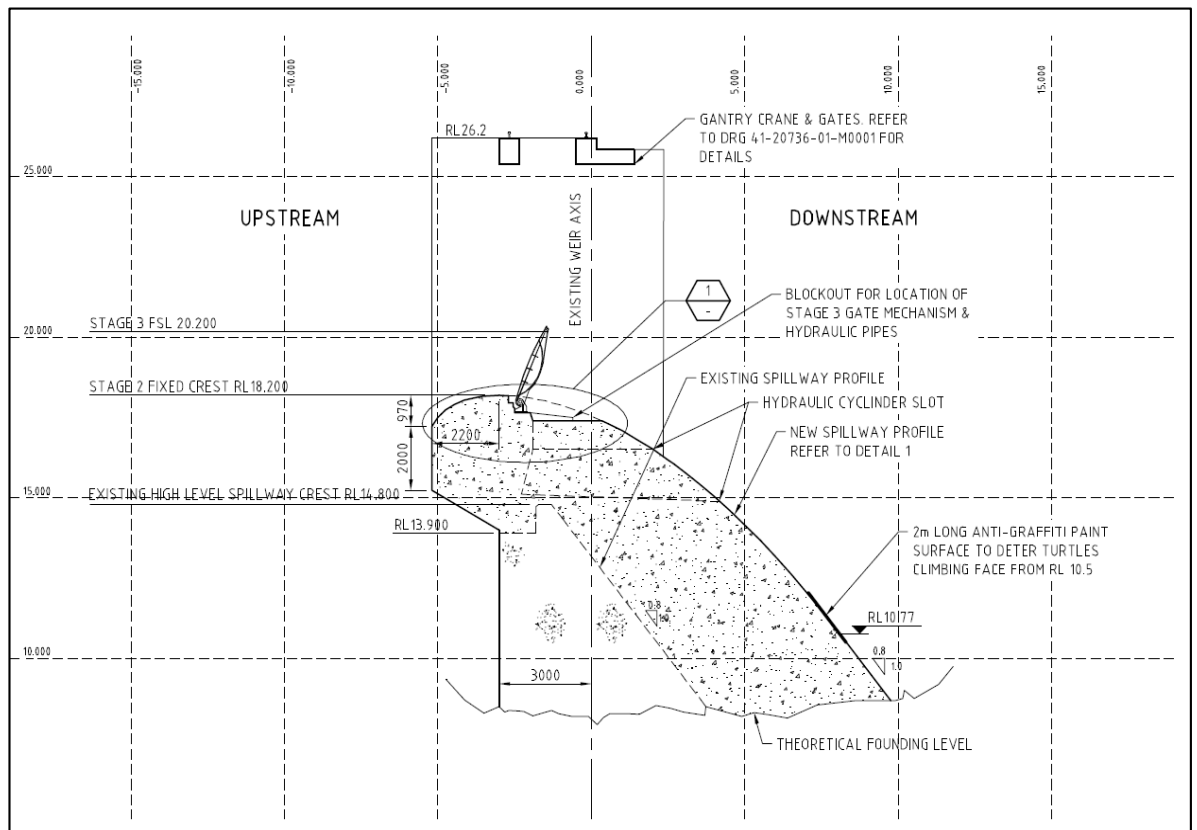 -15.000
-10.000
-5.000
0.000
5.000
10.000
15.000
RL26.2
GANTRY CRANE & GATES. REFER
TO DRG 41-20736-01-M0001 FOR
DETAILS
25.000
UPSTREAM
EXISTING WEIR AXIS
DOWNSTREAM
1
-
BLOCKOUT FOR LOCATION OF
STAGE 3 GATE MECHANISM &
HYDRAULIC PIPES
STAGE 3 FSL 20.200
20.000
EXISTING SPILLWAY PROFILE
STAGE 2 FIXED CREST RL18.200
HYDRAULIC CYCLINDER SLOT
970
2200
2000
NEW SPILLWAY PROFILE
REFER TO DETAIL 1
EXISTING HIGH LEVEL SPILLWAY CREST RL14.800
15.000
RL13.900
2m LONG ANTI-GRAFFITI PAINT
SURFACE TO DETER TURTLES
CLIMBING FACE FROM RL 10.5
0.8
1.0
RL10.77
10.000
0.8
1.0
3000
THEORETICAL FOUNDING LEVEL